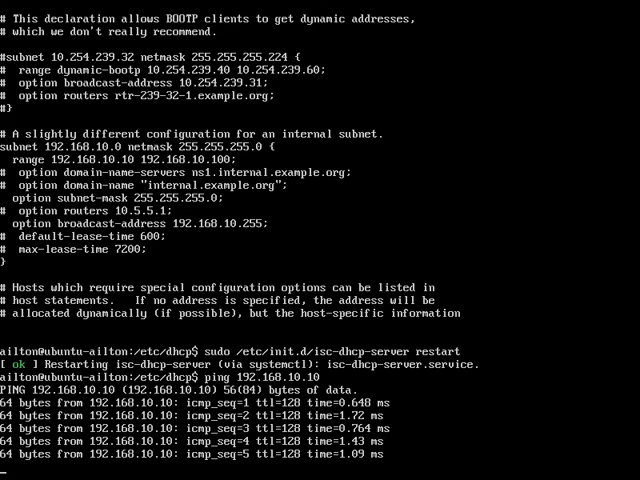 # This declaration allows BOOTP clients to get dynamic addresses,
# which we don't really recommend.
#subnet 10.254.239.32 netmask 255.255.255.224 {
#  range dynamic-bootp 10.254.239.40 10.254.239.60;
#  option broadcast-address 10.254.239.31;
#  option routers rtr-239-32-1.example.org;
#}
# A slightly different configuration for an internal subnet.
subnet 192.168.10.0 netmask 255.255.255.0 {
  range 192.168.10.10 192.168.10.100;
#  option domain-name-servers ns1.internal.example.org;
#  option domain-name "internal.example.org";
  option subnet-mask 255.255.255.0;
#  option routers 10.5.5.1;
  option broadcast-address 192.168.10.255;
#  default-lease-time 600;
#  max-lease-time 7200;
}
# Hosts which require special configuration options can be listed in
# host statements.   If no address is specified, the address will be
# allocated dynamically (if possible), but the host-specific information
ailton@ubuntu-ailton:/etc/dhcp$ sudo /etc/init.d/isc-dhcp-server restart
[ ok ] Restarting isc-dhcp-server (via systemctl): isc-dhcp-server.service.
ailton@ubuntu-ailton:/etc/dhcp$ ping 192.168.10.10
PING 192.168.10.10 (192.168.10.10) 56(84) bytes of data.
64 bytes from 192.168.10.10: icmp_seq=1 ttl=128 time=0.648 ms
64 bytes from 192.168.10.10: icmp_seq=2 ttl=128 time=1.72 ms
64 bytes from 192.168.10.10: icmp_seq=3 ttl=128 time=0.764 ms
64 bytes from 192.168.10.10: icmp_seq=4 ttl=128 time=1.43 ms
64 bytes from 192.168.10.10: icmp_seq=5 ttl=128 time=1.09 ms